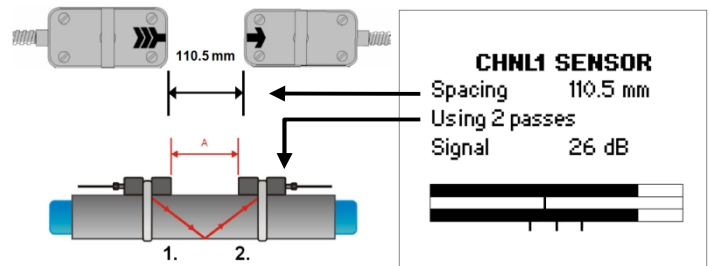 110.5 mm
A
1. 2.
CHNL1 SENSOR
Spacing 110.5 mm
Using 2 passes
Signal 26 dB